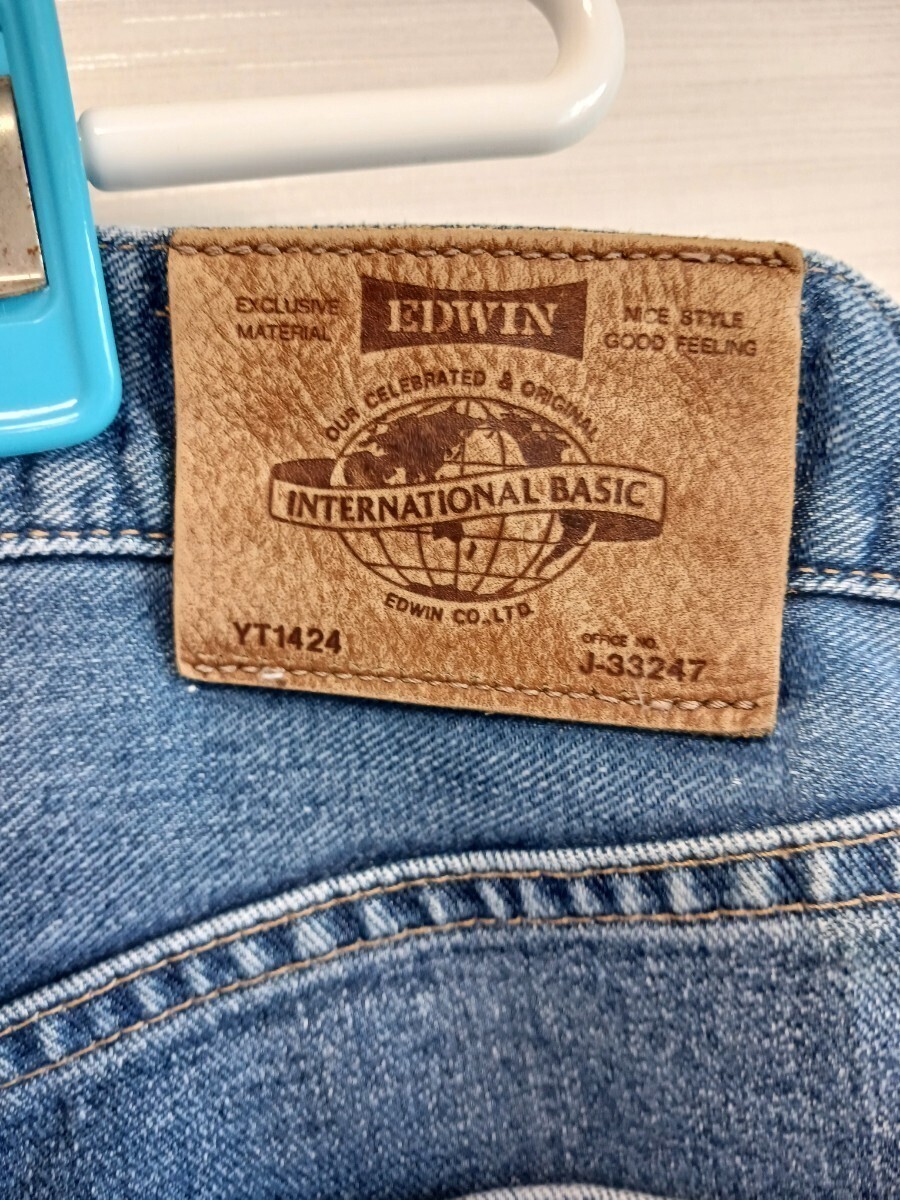 EXCLUSIVE
MATERIAL
EDWIN
NICE STYLE
GOOD FEELING
OUR CELEBRATED & ORIGINAL
INTERNATIONAL BASIC
EDWIN CO.,LTD.
YT1424
OFFICE NO.
J-33247